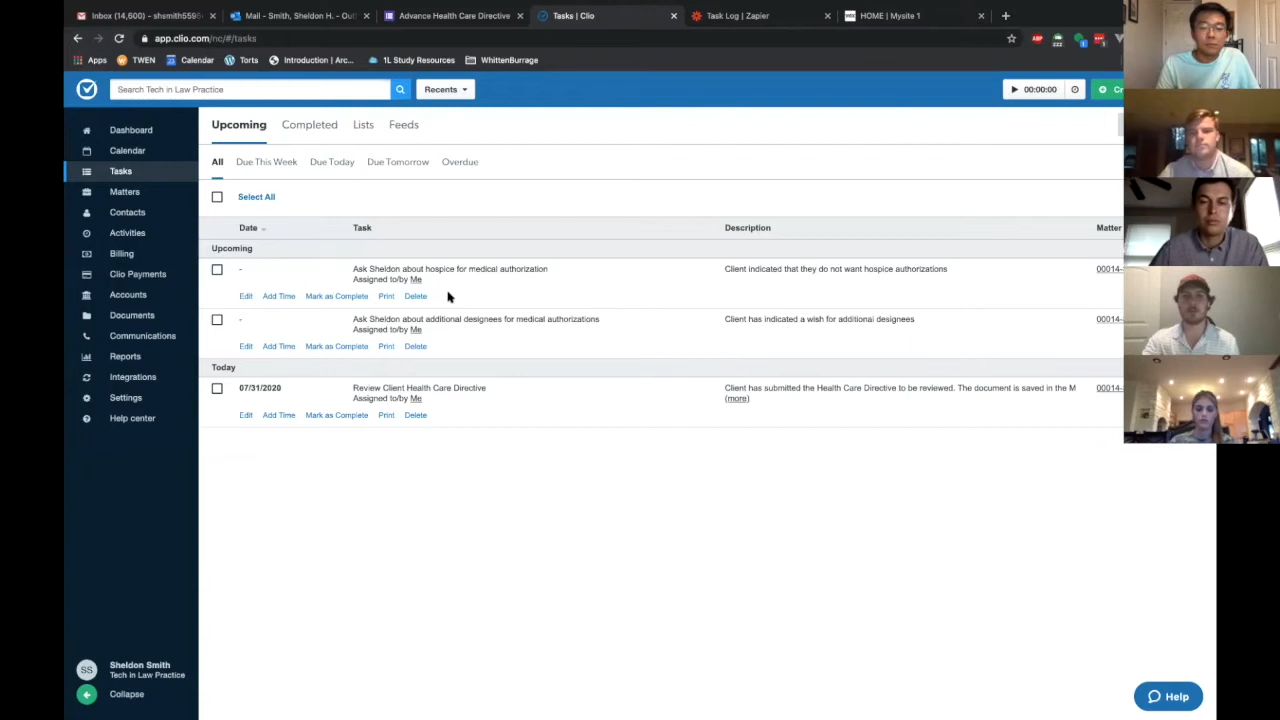 Inbox (14,600) - shsmith5595
Mail - Smith, Sheldon H. - Out
Advance Health Care Directive
Tasks | Clio
Task Log | Zapier
HOME | Mysite 1
app.clio.com/nc/#/tasks
Apps TWEN Calendar Torts Introduction | Arc... 1L Study Resources WhittenBurrage
Search Tech in Law Practice Recents 00:00:00 Cr
Dashboard
Calendar
Tasks
Matters
Contacts
Activities
Billing
Clio Payments
Accounts
Documents
Communications
Reports
Integrations
Settings
Help center
SS
Sheldon Smith
Tech in Law Practice
Collapse
Upcoming Completed Lists Feeds
All Due This Week Due Today Due Tomorrow Overdue
Select All
Date Task Description Matter
Upcoming
- Ask Sheldon about hospice for medical authorization Client indicated that they do not want hospice authorizations 00014-
Assigned to/by Me
Edit Add Time Mark as Complete Print Delete
- Ask Sheldon about additional designees for medical authorizations Client has indicated a wish for additional designees 00014-
Assigned to/by Me
Edit Add Time Mark as Complete Print Delete
Today
07/31/2020 Review Client Health Care Directive Client has submitted the Health Care Directive to be reviewed. The document is saved in the M 00014-
Assigned to/by Me (more)
Edit Add Time Mark as Complete Print Delete
Help